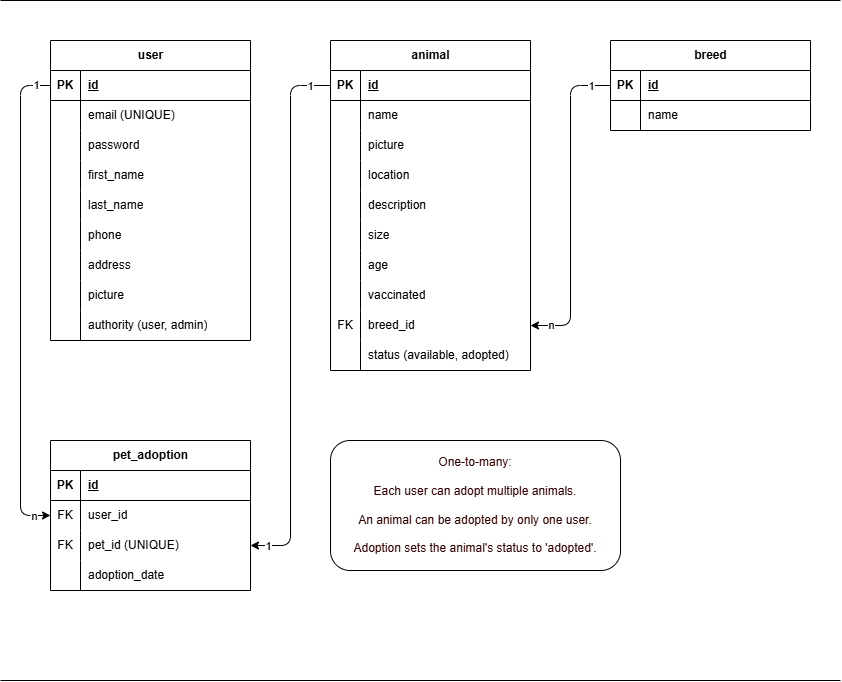 user
PK id
email (UNIQUE)
password
first_name
last_name
phone
address
picture
authority (user, admin)
animal
PK id
name
picture
location
description
size
age
vaccinated
FK breed_id
status (available, adopted)
breed
PK id
name
pet_adoption
PK id
FK user_id
FK pet_id (UNIQUE)
adoption_date
1
n
1
1
1
n
One-to-many:
Each user can adopt multiple animals.
An animal can be adopted by only one user.
Adoption sets the animal's status to 'adopted'.